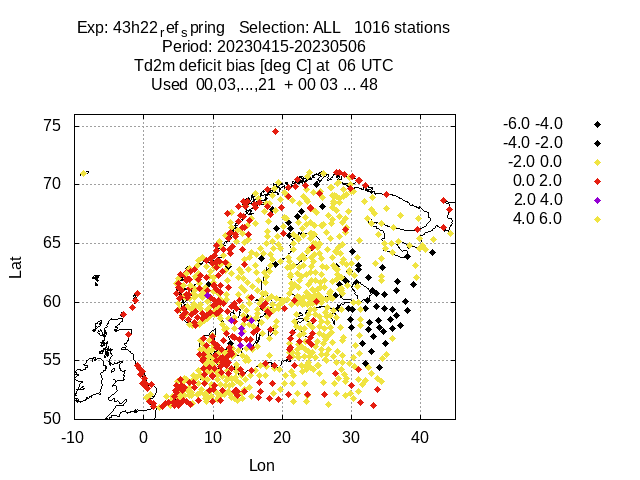 Exp: 43h22ref spring   Selection: ALL   1016 stations
Period: 20230415-20230506
Td2m deficit bias [deg C] at  06 UTC
Used  00,03,...,21  + 00 03 ... 48
-6.0 -4.0
-4.0 -2.0
-2.0 0.0
0.0 2.0
2.0 4.0
4.0 6.0
75
70
65
60
55
50
Lat
-10 0 10 20 30 40
Lon